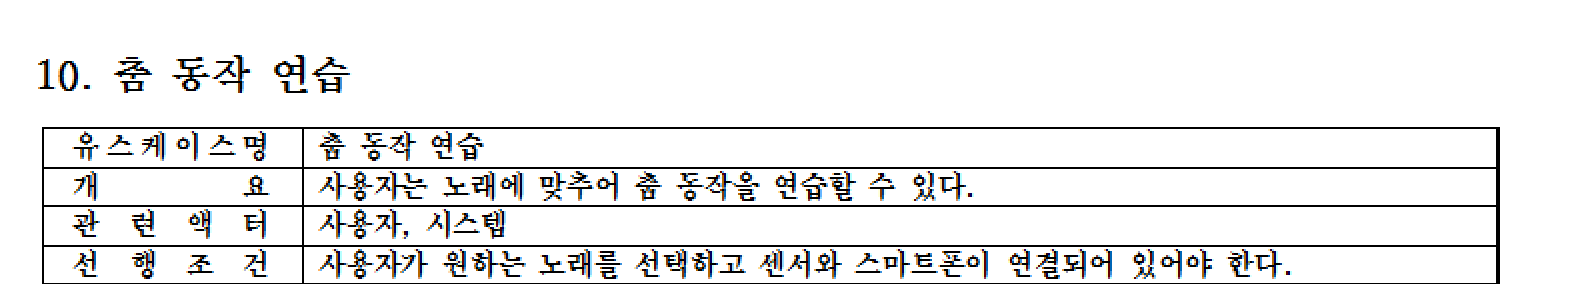 10. 춤 동작 연습
유스케이스명 춤 동작 연습
개 요 사용자는 노래에 맞추어 춤 동작을 연습할 수 있다.
관 련 액 터 사용자, 시스템
선 행 조 건 사용자가 원하는 노래를 선택하고 센서와 스마트폰이 연결되어 있어야 한다.